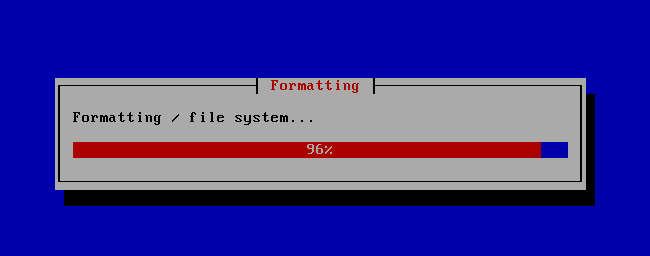 Formatting
Formatting / file system...
96%